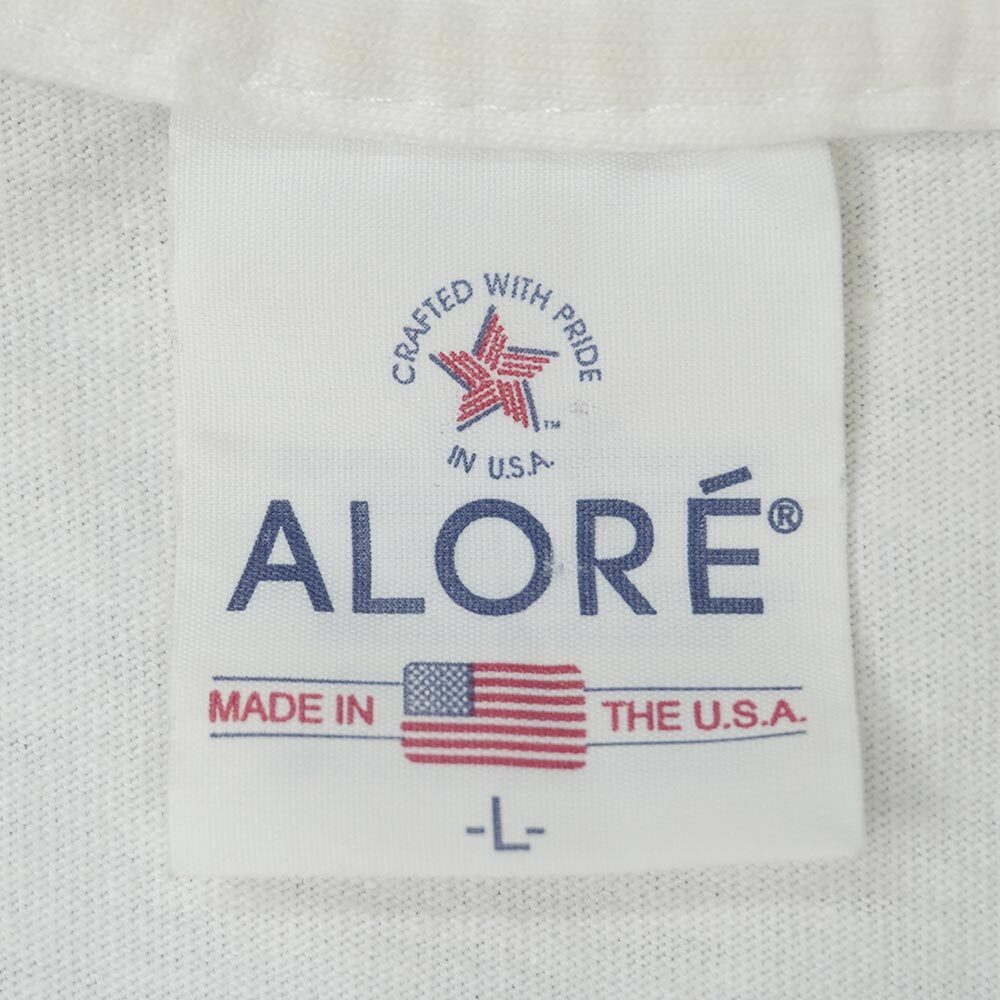 CRAFTED WITH PRIDE
™
IN U.S.A.
ALORÉ®
MADE IN THE U.S.A.
-L-